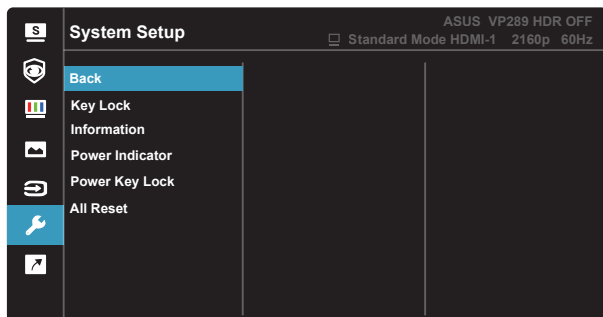 S
System Setup
ASUS VP289 HDR OFF
Standard Mode HDMI-1 2160p 60Hz
Back
Key Lock
Information
Power Indicator
Power Key Lock
All Reset